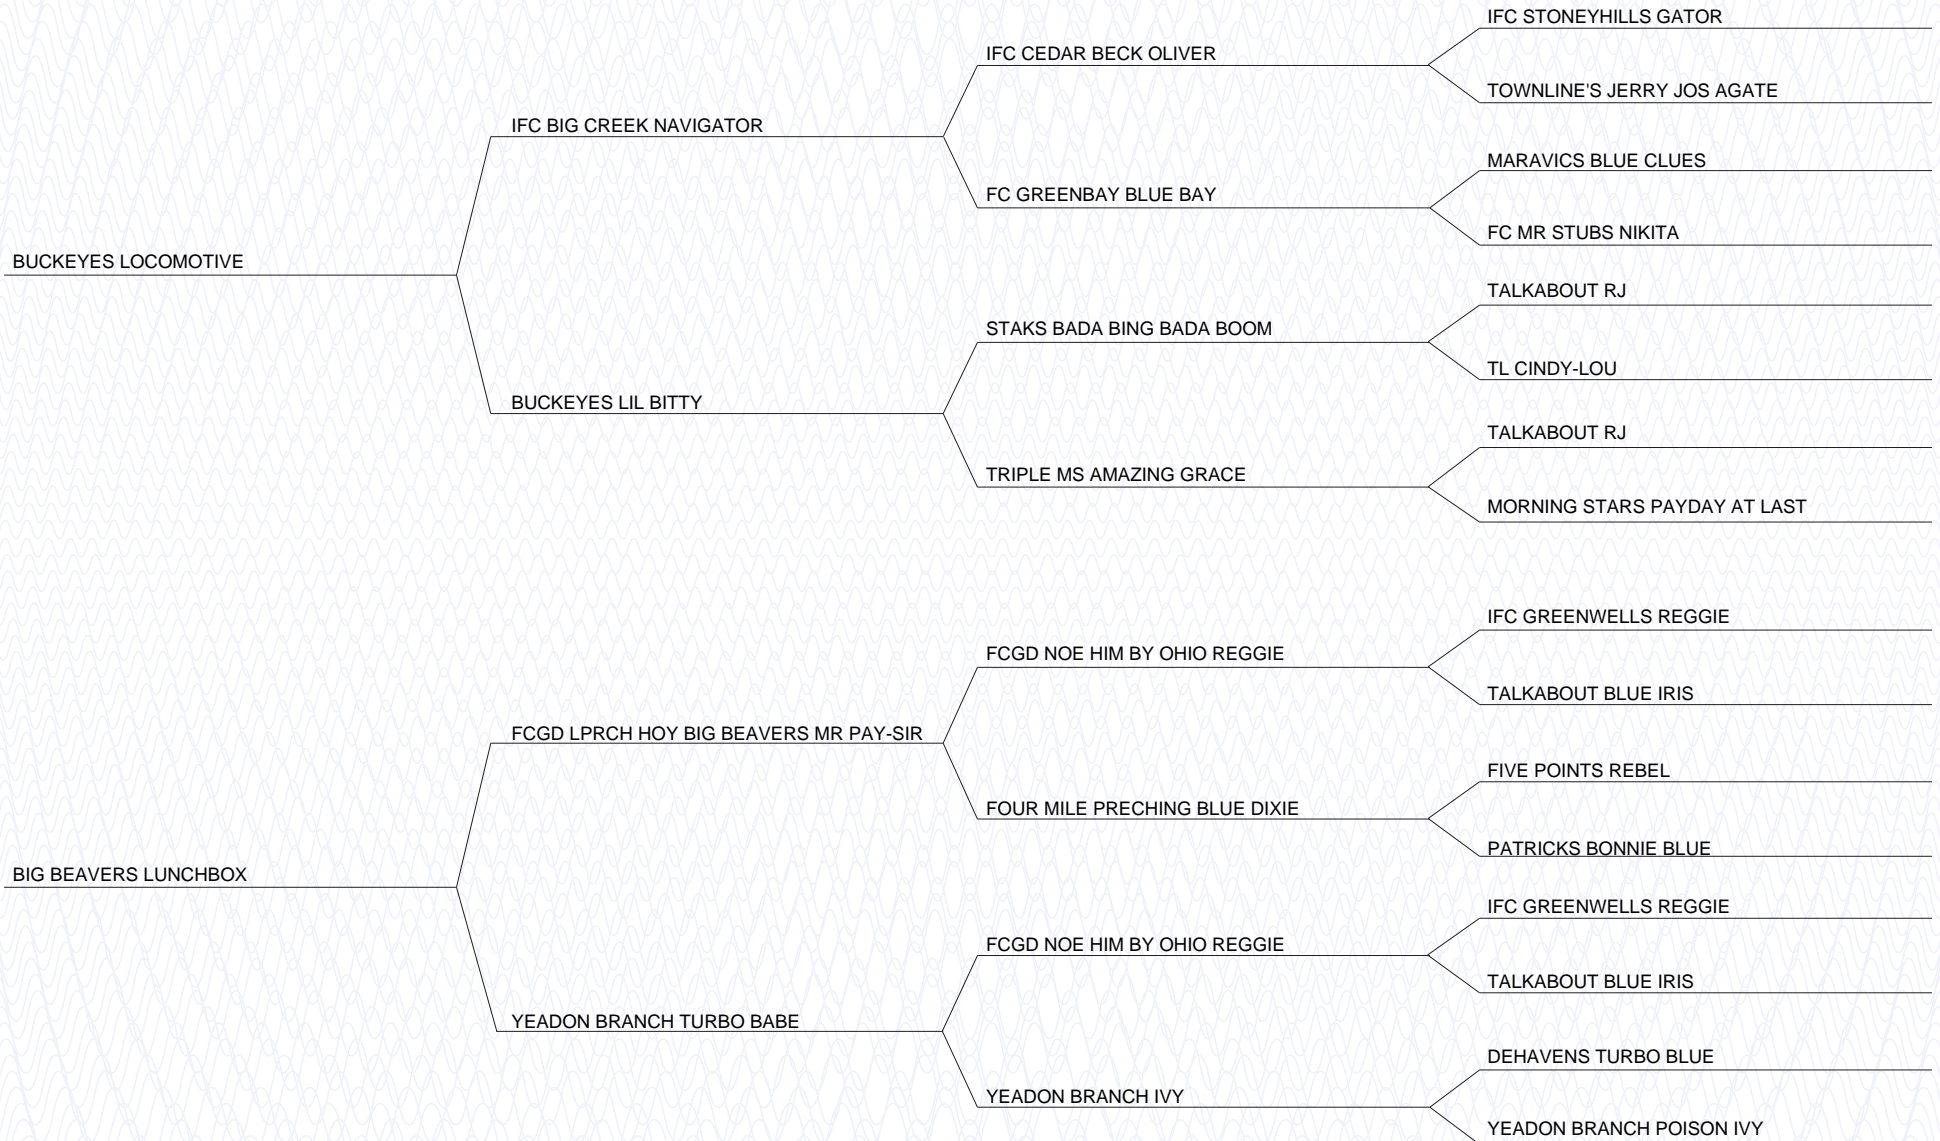 IFC STONEYHILLS GATOR
IFC CEDAR BECK OLIVER
TOWNLINE'S JERRY JOS AGATE
IFC BIG CREEK NAVIGATOR
MARAVICS BLUE CLUES
FC GREENBAY BLUE BAY
FC MR STUBS NIKITA
BUCKEYES LOCOMOTIVE
TALKABOUT RJ
STAKS BADA BING BADA BOOM
TL CINDY-LOU
BUCKEYES LIL BITTY
TALKABOUT RJ
TRIPLE MS AMAZING GRACE
MORNING STARS PAYDAY AT LAST
IFC GREENWELLS REGGIE
FCGD NOE HIM BY OHIO REGGIE
TALKABOUT BLUE IRIS
FCGD LPRCH HOY BIG BEAVERS MR PAY-SIR
FIVE POINTS REBEL
FOUR MILE PRECHING BLUE DIXIE
PATRICKS BONNIE BLUE
BIG BEAVERS LUNCHBOX
IFC GREENWELLS REGGIE
FCGD NOE HIM BY OHIO REGGIE
TALKABOUT BLUE IRIS
YEADON BRANCH TURBO BABE
DEHAVENS TURBO BLUE
YEADON BRANCH IVY
YEADON BRANCH POISON IVY